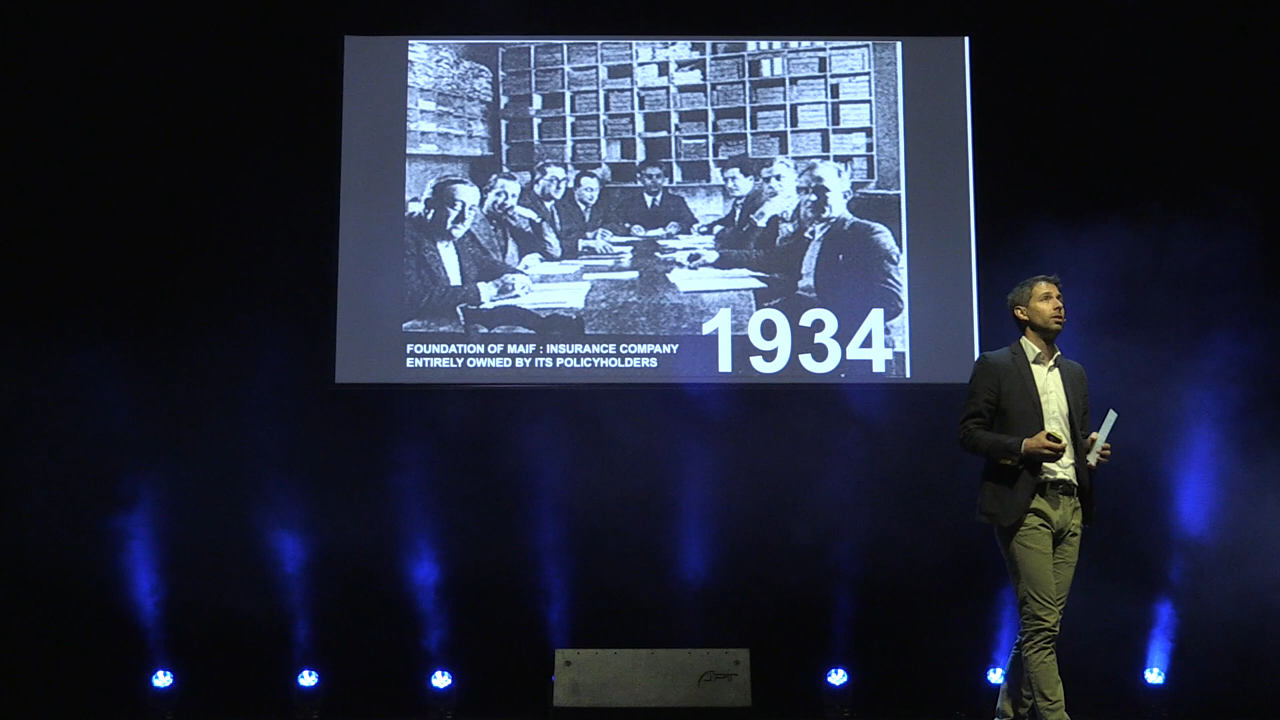 FOUNDATION OF MAIF : INSURANCE COMPANY
ENTIRELY OWNED BY ITS POLICYHOLDERS
1934